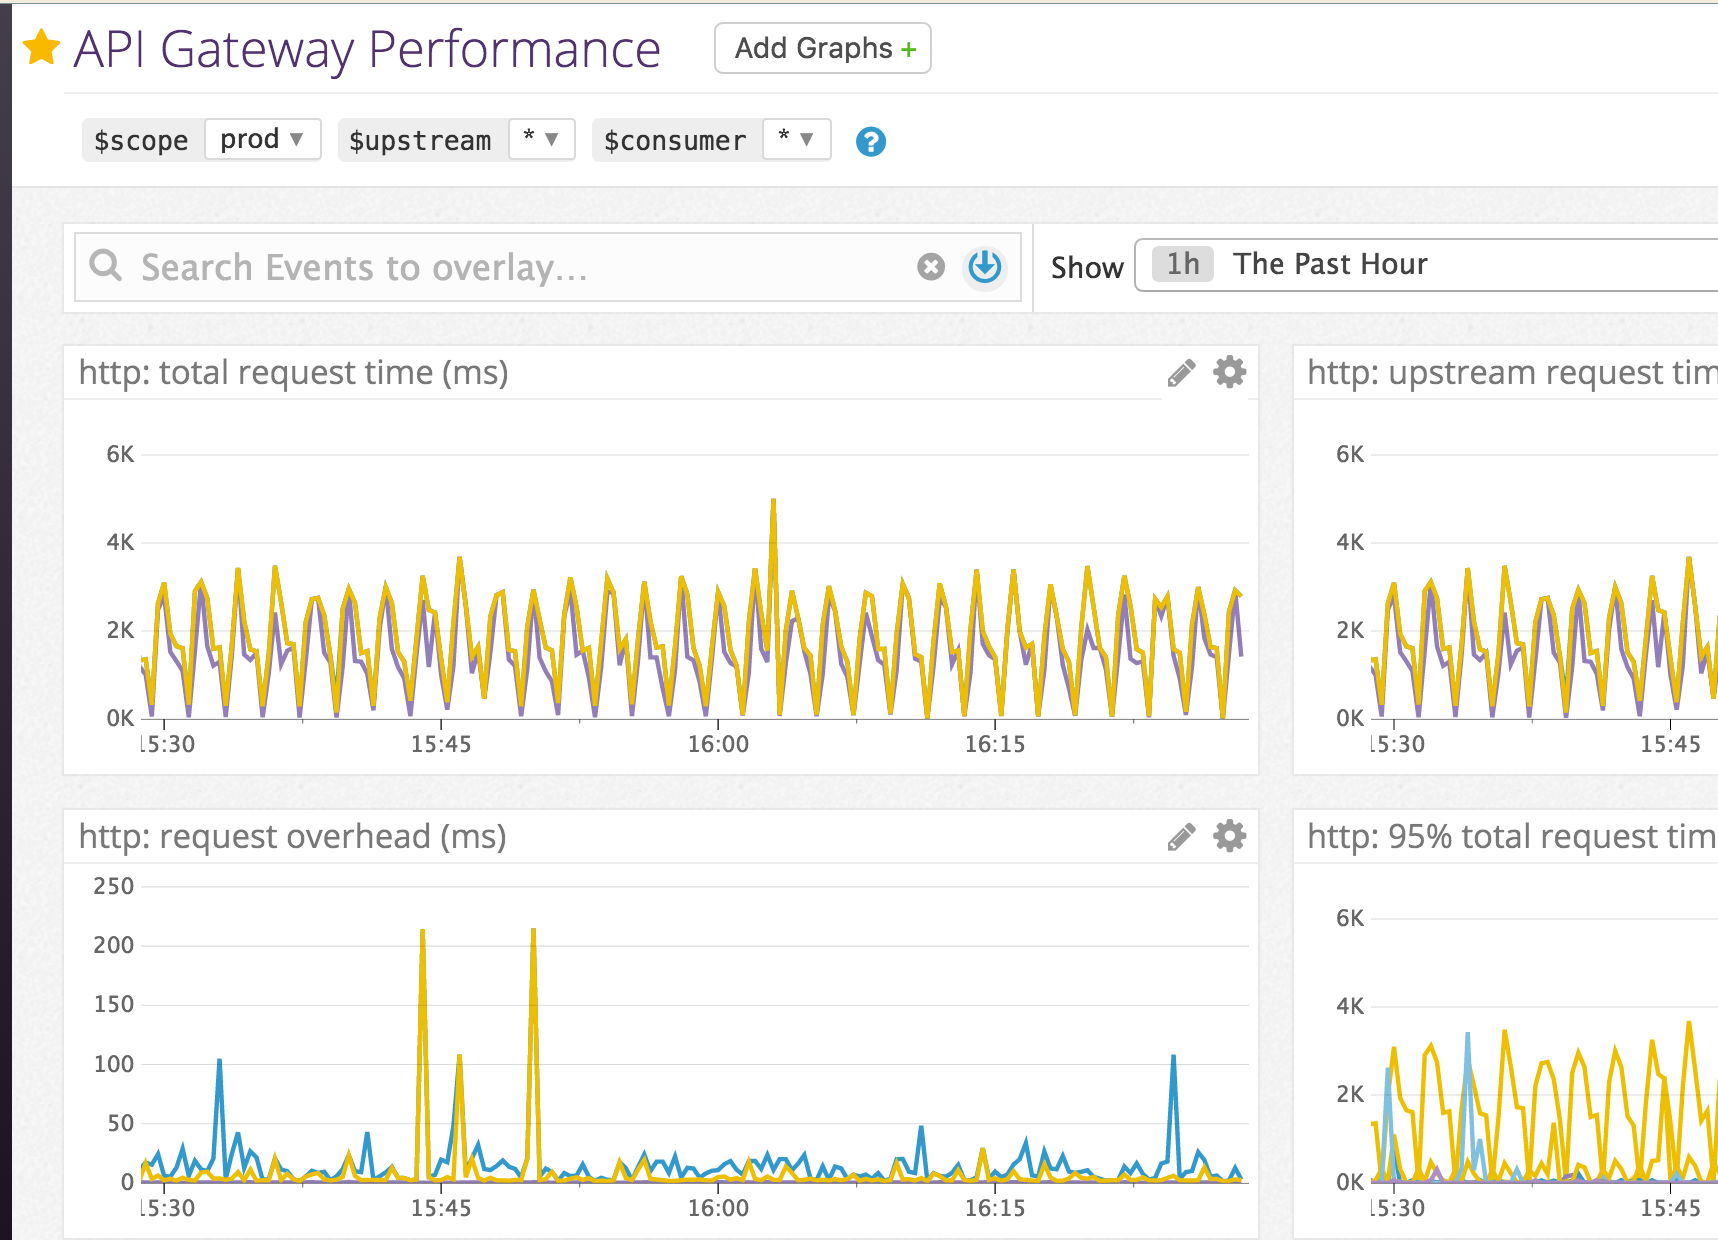 API Gateway Performance Add Graphs +
$scope prod ▼ $upstream * ▼ $consumer * ▼ ?
Search Events to overlay... Show 1h The Past Hour
http: total request time (ms)
6K
4K
2K
0K
15:30 15:45 16:00 16:15
http: upstream request tim
6K
4K
2K
0K
15:30 15:45
http: request overhead (ms)
250
200
150
100
50
0
15:30 15:45 16:00 16:15
http: 95% total request tim
6K
4K
2K
0K
15:30 15:45